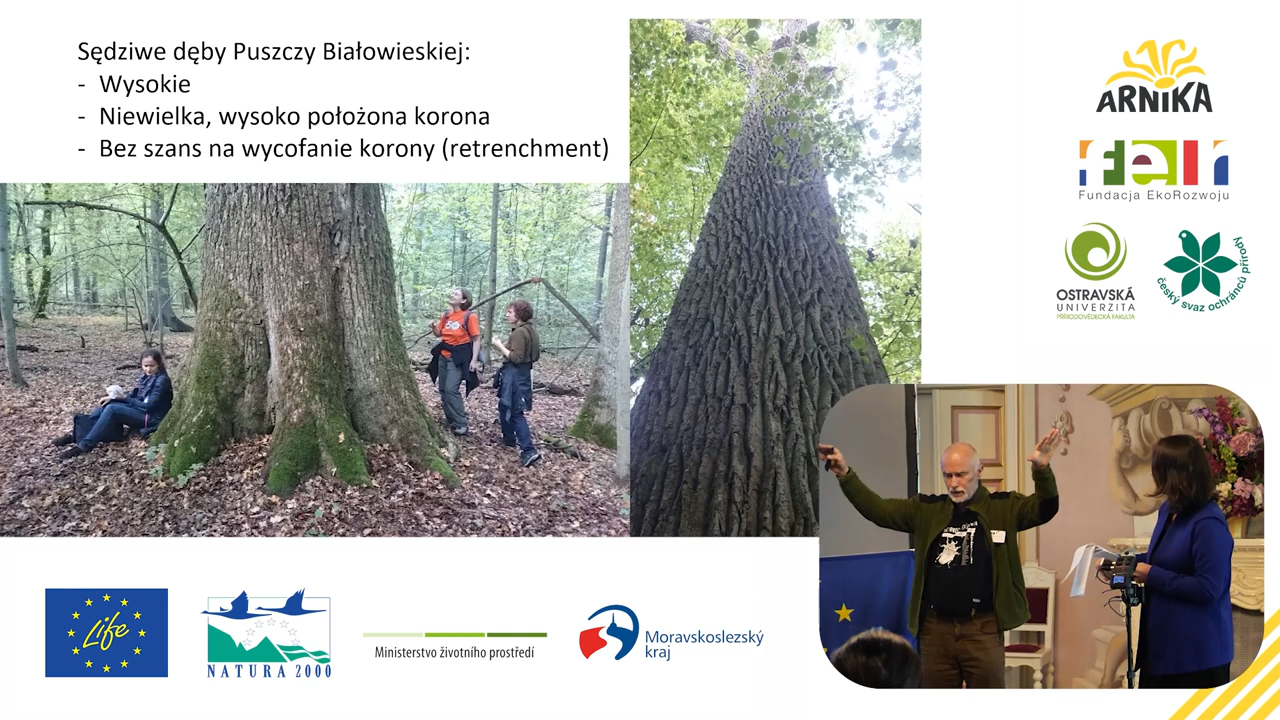 Sędziwe dęby Puszczy Białowieskiej:
- Wysokie
- Niewielka, wysoko położona korona
- Bez szans na wycofanie korony (retrenchment)
ARNIKA
feR
Fundacja EkoRozwoju
OSTRAVSKÁ
UNIVERZITA
PŘÍRODOVĚDECKÁ FAKULTA
český svaz ochránců přírody
Life
NATURA 2000
Ministerstvo životního prostředí
Moravskoslezský
kraj